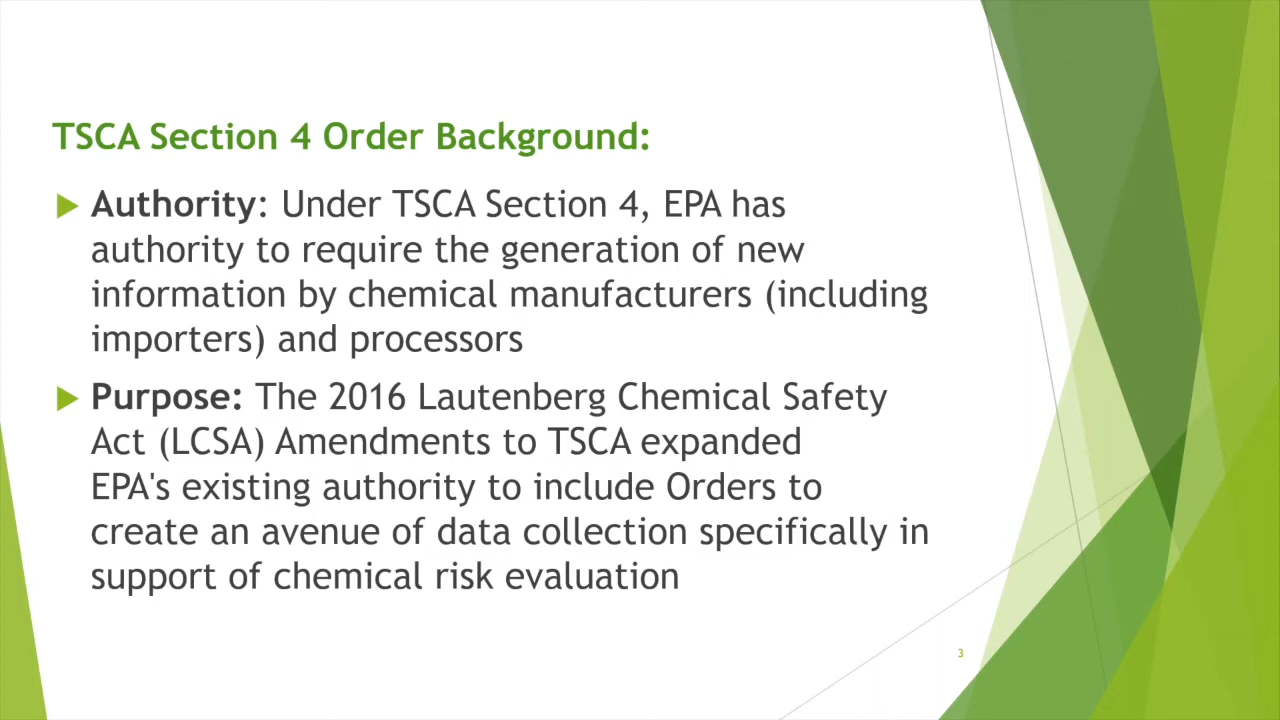 TSCA Section 4 Order Background:
Authority: Under TSCA Section 4, EPA has
authority to require the generation of new
information by chemical manufacturers (including
importers) and processors
Purpose: The 2016 Lautenberg Chemical Safety
Act (LCSA) Amendments to TSCA expanded
EPA's existing authority to include Orders to
create an avenue of data collection specifically in
support of chemical risk evaluation
3